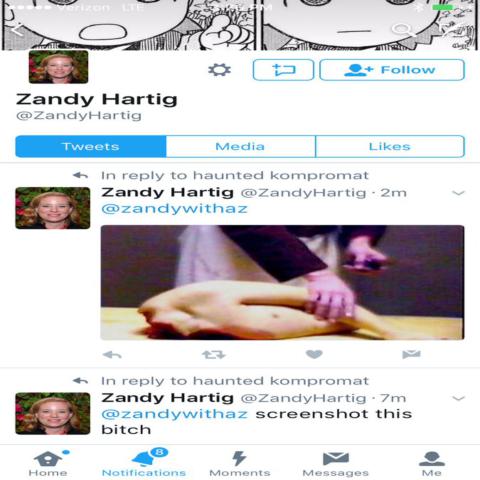 Verizon LTE
Follow
Zandy Hartig
@ZandyHartig
Tweets Media Likes
In reply to haunted kompromat
Zandy Hartig @ZandyHartig · 2m
@zandywithaz
In reply to haunted kompromat
Zandy Hartig @ZandyHartig · 7m
@zandywithaz screenshot this
bitch
8
Home Notifications Moments Messages Me